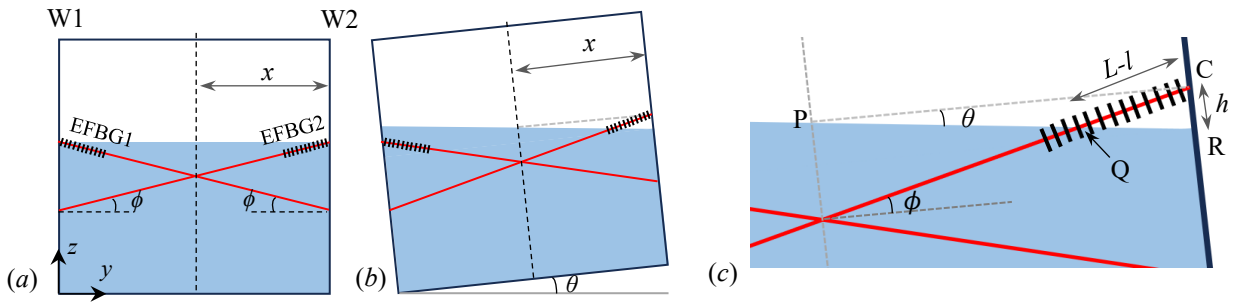 W1
W2
x
EFBG1
EFBG2
ϕ
ϕ
z
y
(a)
x
θ
(b)
L-l
C
h
P
θ
R
Q
ϕ
(c)